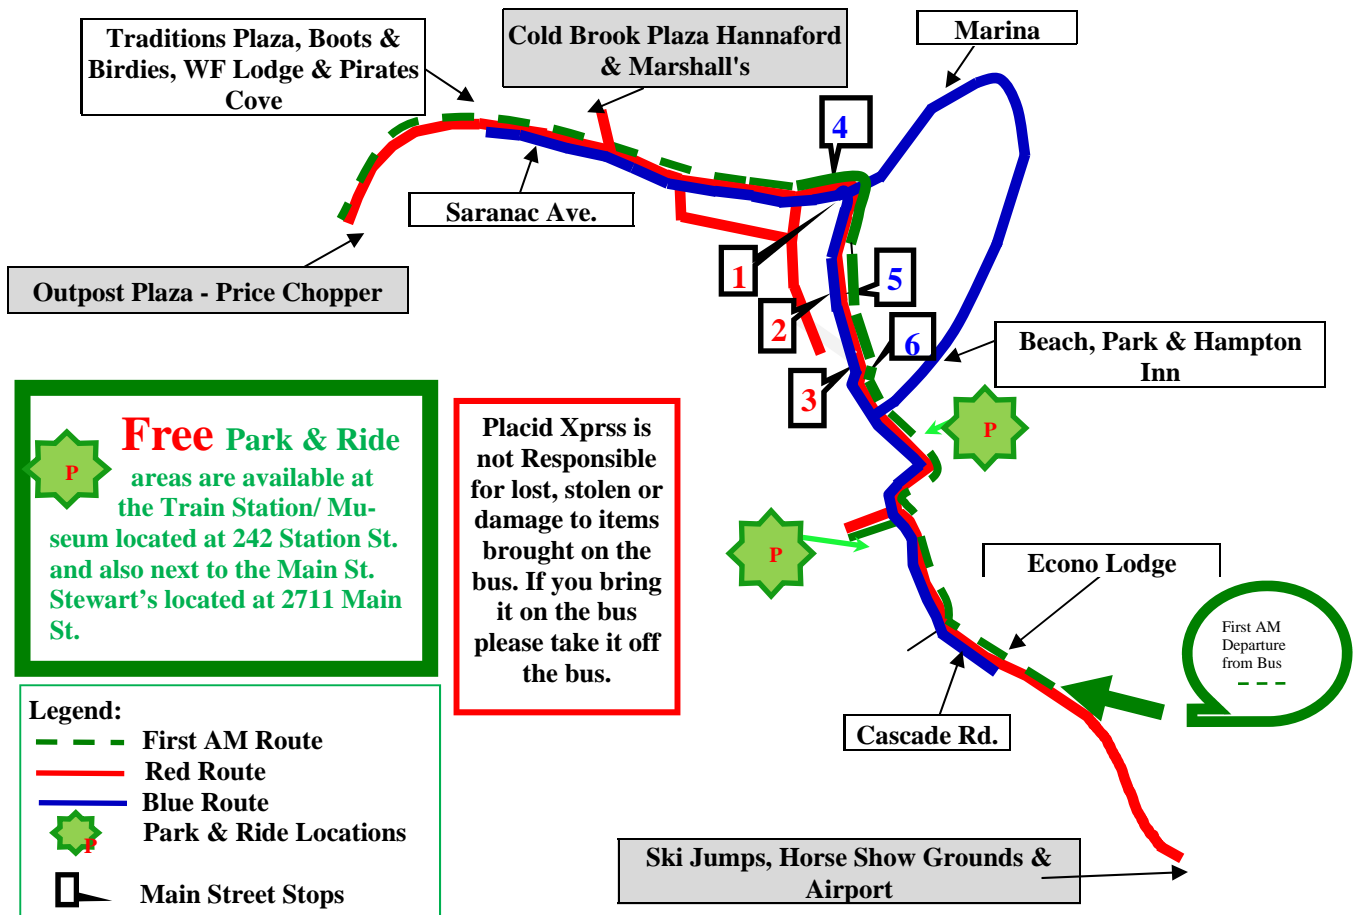 Traditions Plaza, Boots &
Birdies, WF Lodge & Pirates
Cove
Cold Brook Plaza Hannaford
& Marshall's
Marina
4
Saranac Ave.
1
5
Outpost Plaza - Price Chopper
2
6
Beach, Park & Hampton
Inn
3
P
Free Park & Ride
areas are available at
the Train Station/ Mu-
seum located at 242 Station St.
and also next to the Main St.
Stewart's located at 2711 Main
St.
P
Placid Xprss is
not Responsible
for lost, stolen or
damage to items
brought on the
bus. If you bring
it on the bus
please take it off
the bus.
P
P
Econo Lodge
First AM
Departure
from Bus
Cascade Rd.
Legend:
First AM Route
Red Route
Blue Route
P
Park & Ride Locations
Main Street Stops
Ski Jumps, Horse Show Grounds &
Airport